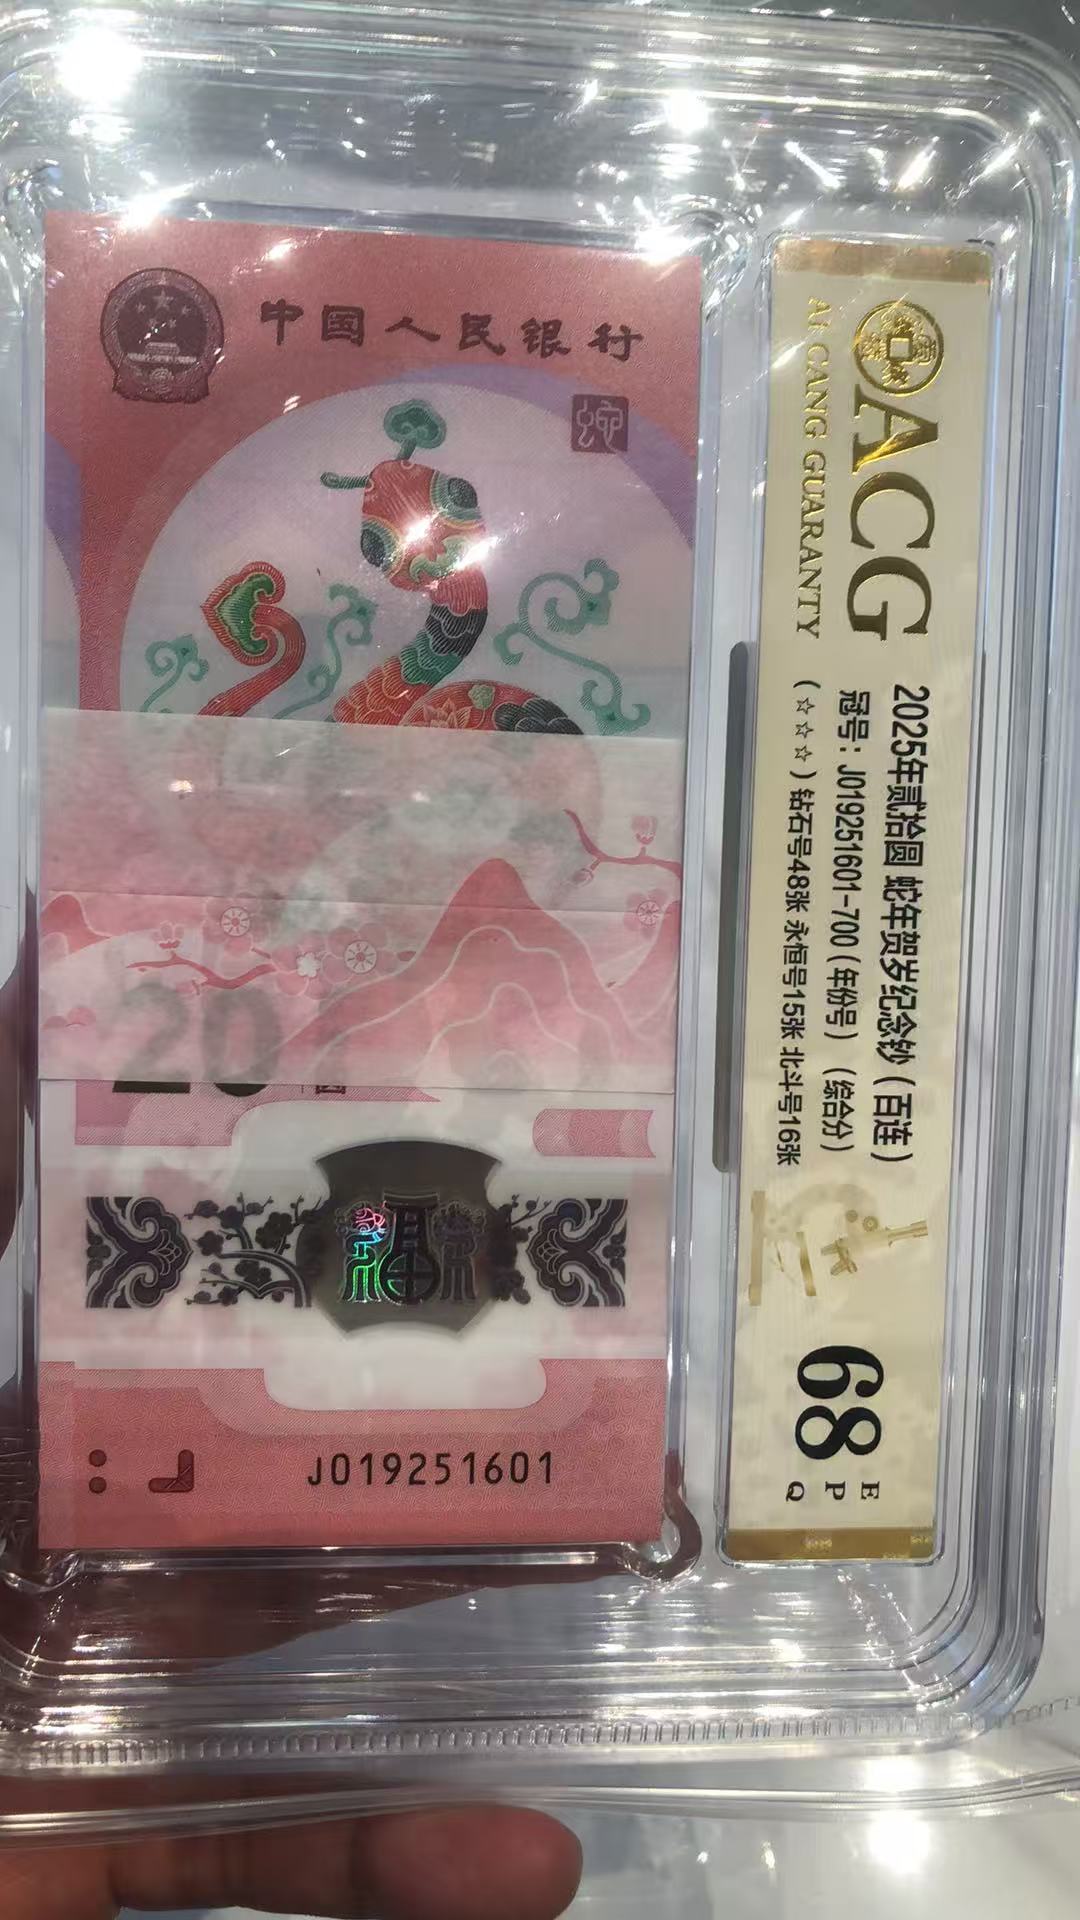 中国人民银行
蛇
20
J019251601
ACG
AI CANG GUARANTY
2025年贰拾圆 蛇年贺岁纪念钞（百连）
冠号：J019251601-700（年份号）（综合分）
（☆☆☆）钻石号48张 永恒号15张 北斗号16张
68
EPQ